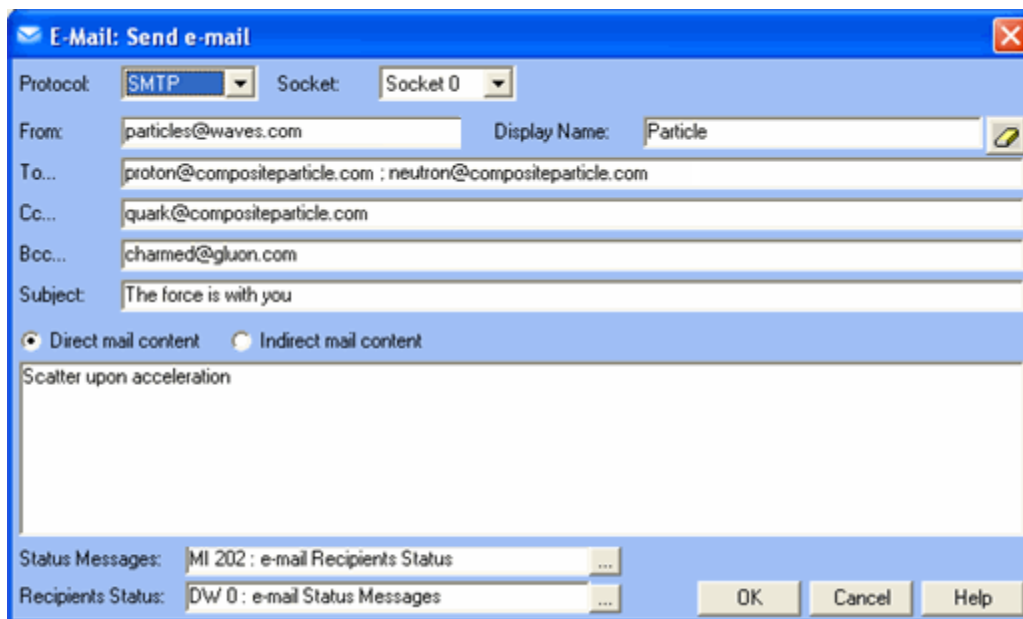 E-Mail: Send e-mail
Protocol: SMTP Socket: Socket 0
From: particles@waves.com Display Name: Particle
To... proton@compositeparticle.com ; neutron@compositeparticle.com
Cc... quark@compositeparticle.com
Bcc... charmed@gluon.com
Subject: The force is with you
Direct mail content Indirect mail content
Scatter upon acceleration
Status Messages: MI 202 : e-mail Recipients Status ...
Recipients Status: DW 0 : e-mail Status Messages ... OK Cancel Help